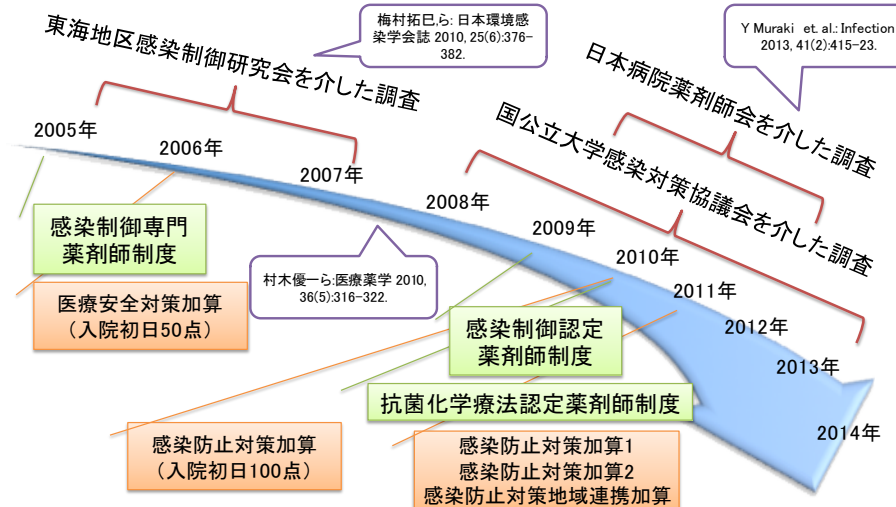 東海地区感染制御研究会を介した調査
梅村拓巳,ら: 日本環境感
染学会誌 2010, 25(6):376-
382.
Y Muraki et. al.: Infection
2013, 41(2):415-23.
日本病院薬剤師会を介した調査
国公立大学感染対策協議会を介した調査
2005年
2006年
2007年
2008年
2009年
2010年
2011年
2012年
2013年
2014年
感染制御専門
薬剤師制度
医療安全対策加算
（入院初日50点）
村木優一ら:医療薬学 2010,
36(5):316-322.
感染制御認定
薬剤師制度
抗菌化学療法認定薬剤師制度
感染防止対策加算
（入院初日100点）
感染防止対策加算1
感染防止対策加算2
感染防止対策地域連携加算